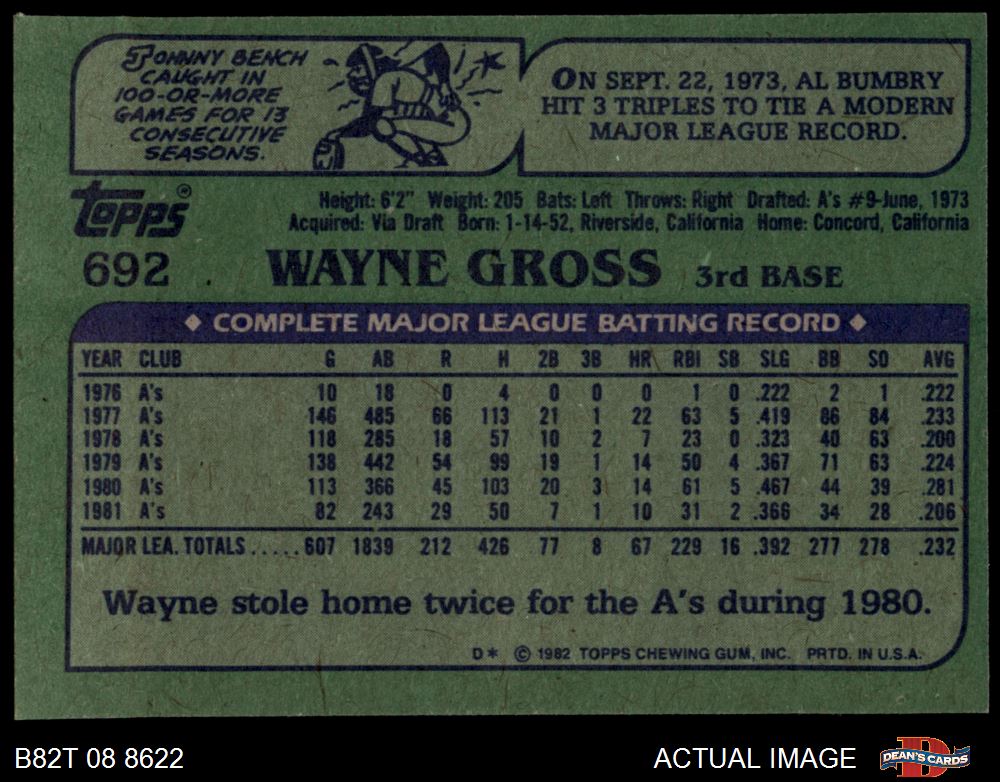 JOHNNY BENCH
CAUGHT IN
100-OR-MORE
GAMES FOR 13
CONSECUTIVE
SEASONS.
ON SEPT. 22, 1973, AL BUMBRY
HIT 3 TRIPLES TO TIE A MODERN
MAJOR LEAGUE RECORD.
Topps®
Height: 6'2" Weight: 205 Bats: Left Throws: Right Drafted: A's #9-June, 1973
Acquired: Via Draft Born: 1-14-52, Riverside, California Home: Concord, California
692 WAYNE GROSS 3rd BASE
◆ COMPLETE MAJOR LEAGUE BATTING RECORD ◆
YEAR CLUB G AB R H 2B 3B HR RBI SB SLG BB SO AVG
1976 A's 10 18 0 4 0 0 0 1 0 .222 2 1 .222
1977 A's 146 485 66 113 21 1 22 63 5 .419 86 84 .233
1978 A's 118 285 18 57 10 2 7 23 0 .323 40 63 .200
1979 A's 138 442 54 99 19 1 14 50 4 .367 71 63 .224
1980 A's 113 366 45 103 20 3 14 61 5 .467 44 39 .281
1981 A's 82 243 29 50 7 1 10 31 2 .366 34 28 .206
MAJOR LEA. TOTALS.....607 1839 212 426 77 8 67 229 16 .392 277 278 .232
Wayne stole home twice for the A's during 1980.
D* © 1982 TOPPS CHEWING GUM, INC. PRTD. IN U.S.A.
B82T 08 8622 ACTUAL IMAGE DEAN'S CARDS